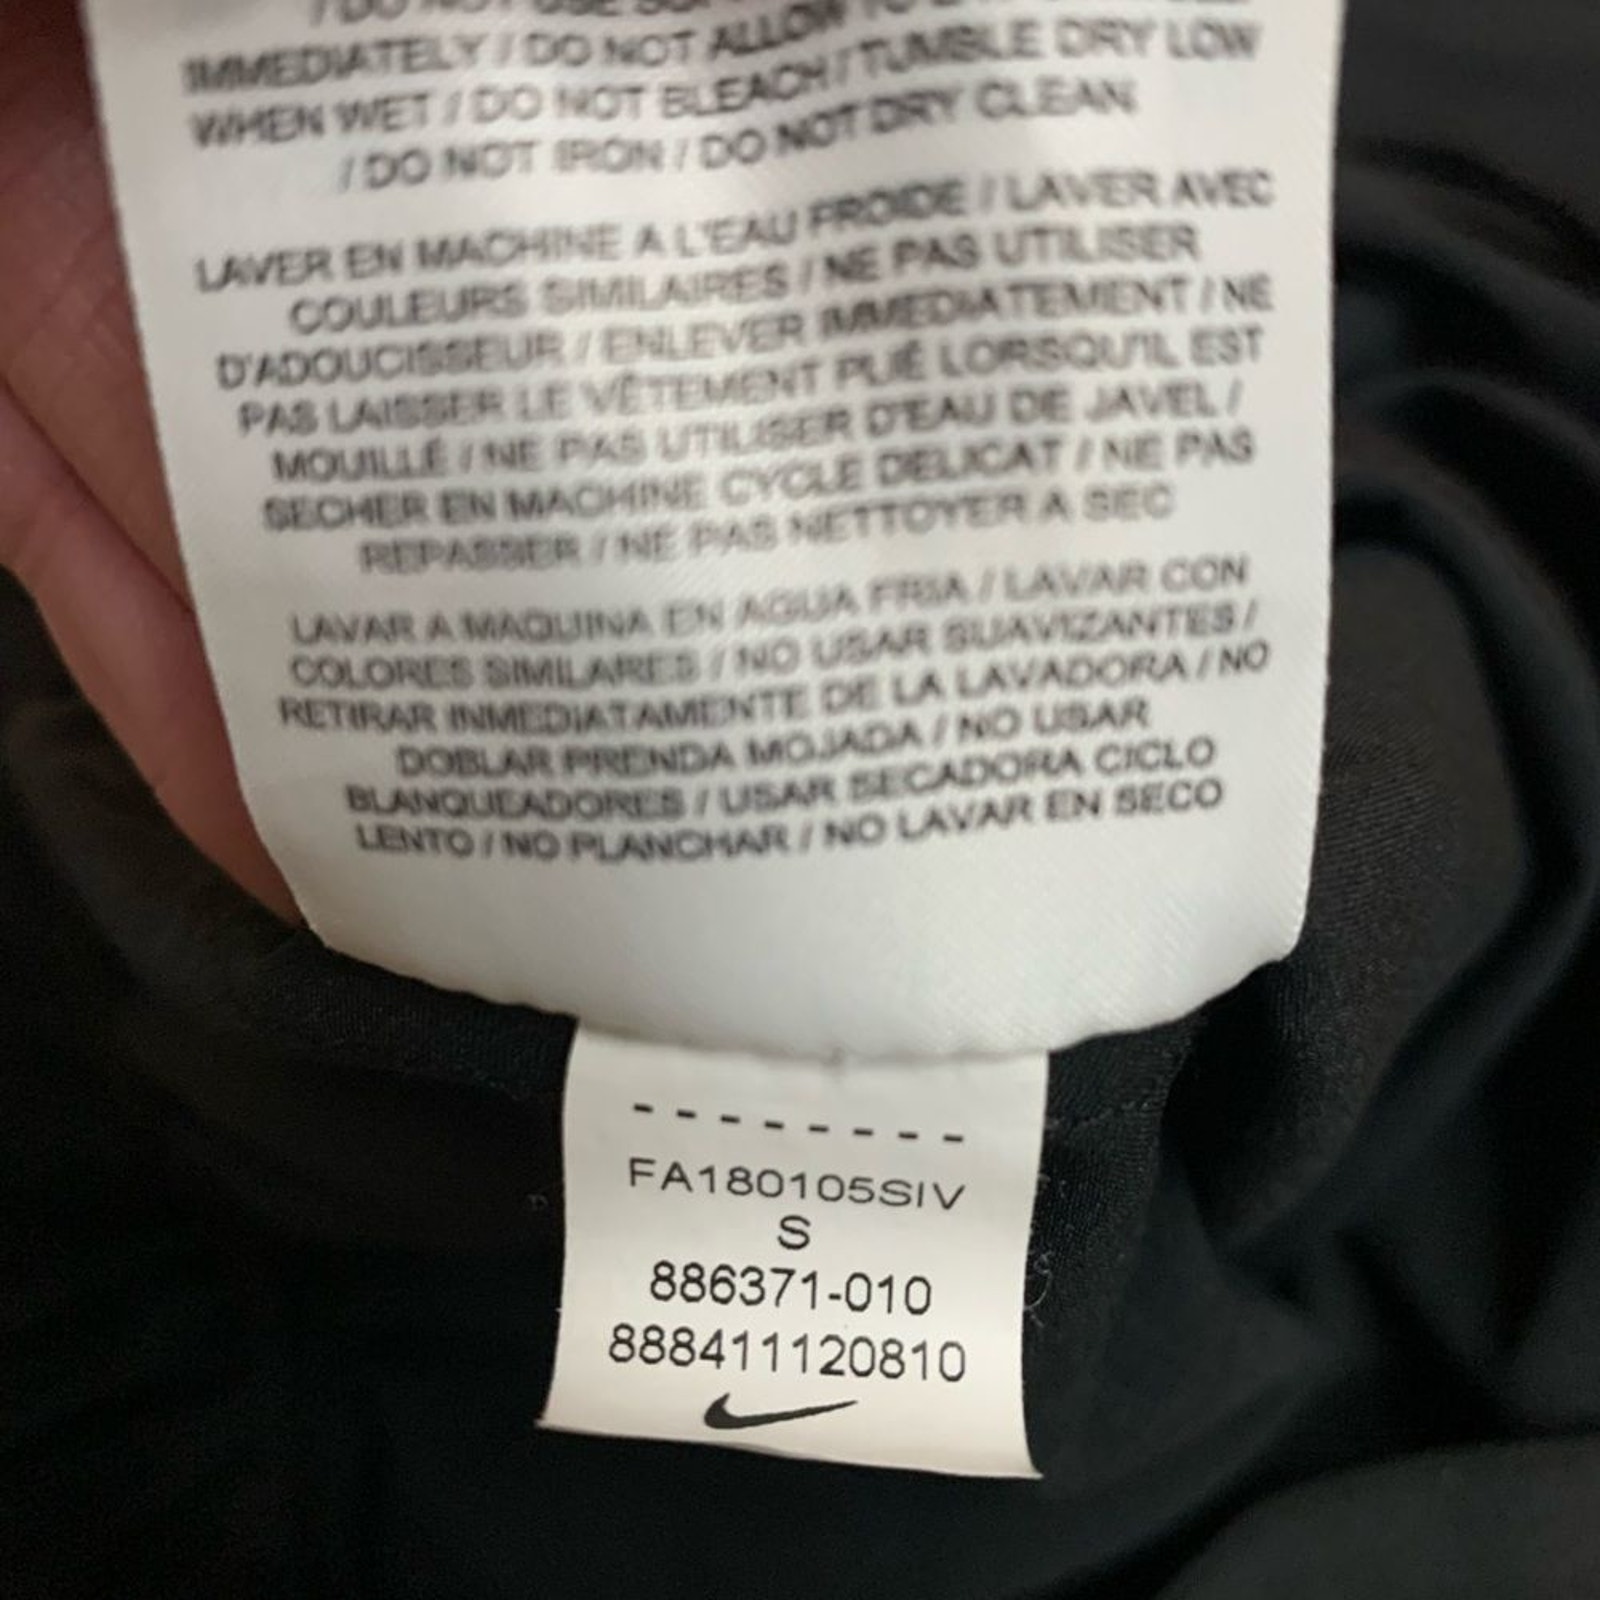 / DO NOT USE
IMMEDIATELY / DO NOT ALLOW TO
WHEN WET / DO NOT BLEACH / TUMBLE DRY LOW
/ DO NOT IRON / DO NOT DRY CLEAN
LAVER EN MACHINE A L'EAU FROIDE / LAVER AVEC
COULEURS SIMILAIRES / NE PAS UTILISER
D'ADOUCISSEUR / ENLEVER IMMEDIATEMENT / NE
PAS LAISSER LE VÊTEMENT PLIÉ LORSQU'IL EST
MOUILLÉ / NE PAS UTILISER D'EAU DE JAVEL /
SECHER EN MACHINE CYCLE DELICAT / NE PAS
REPASSER / NE PAS NETTOYER A SEC
LAVAR A MAQUINA EN AGUA FRIA / LAVAR CON
COLORES SIMILARES / NO USAR SUAVIZANTES /
RETIRAR INMEDIATAMENTE DE LA LAVADORA / NO
DOBLAR PRENDA MOJADA / NO USAR
BLANQUEADORES / USAR SECADORA CICLO
LENTO / NO PLANCHAR / NO LAVAR EN SECO
- - - - - - - -
FA180105SIV
S
886371-010
888411120810